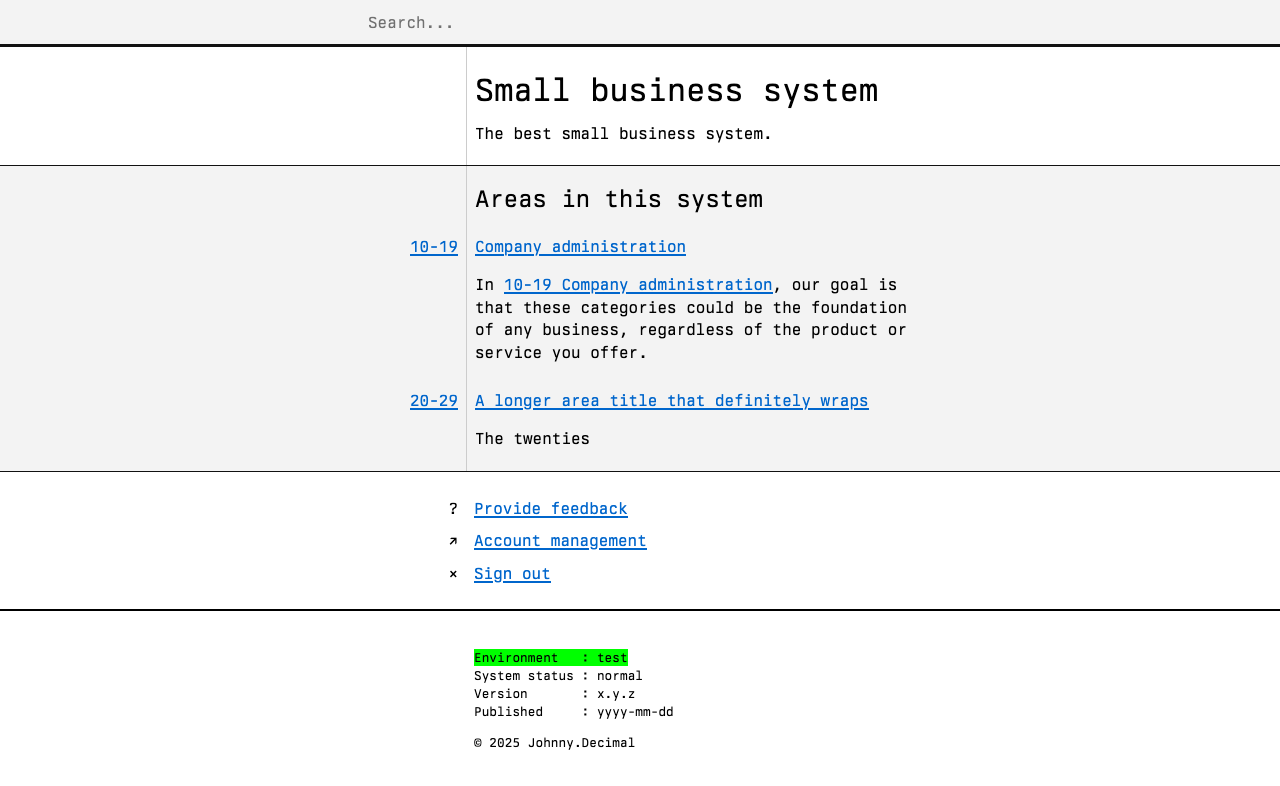 Search...
Small business system
The best small business system.
Areas in this system
10-19 Company administration
In 10-19 Company administration, our goal is
that these categories could be the foundation
of any business, regardless of the product or
service you offer.
20-29 A longer area title that definitely wraps
The twenties
? Provide feedback
↗ Account management
× Sign out
Environment   : test
System status : normal
Version       : x.y.z
Published     : yyyy-mm-dd
© 2025 Johnny.Decimal